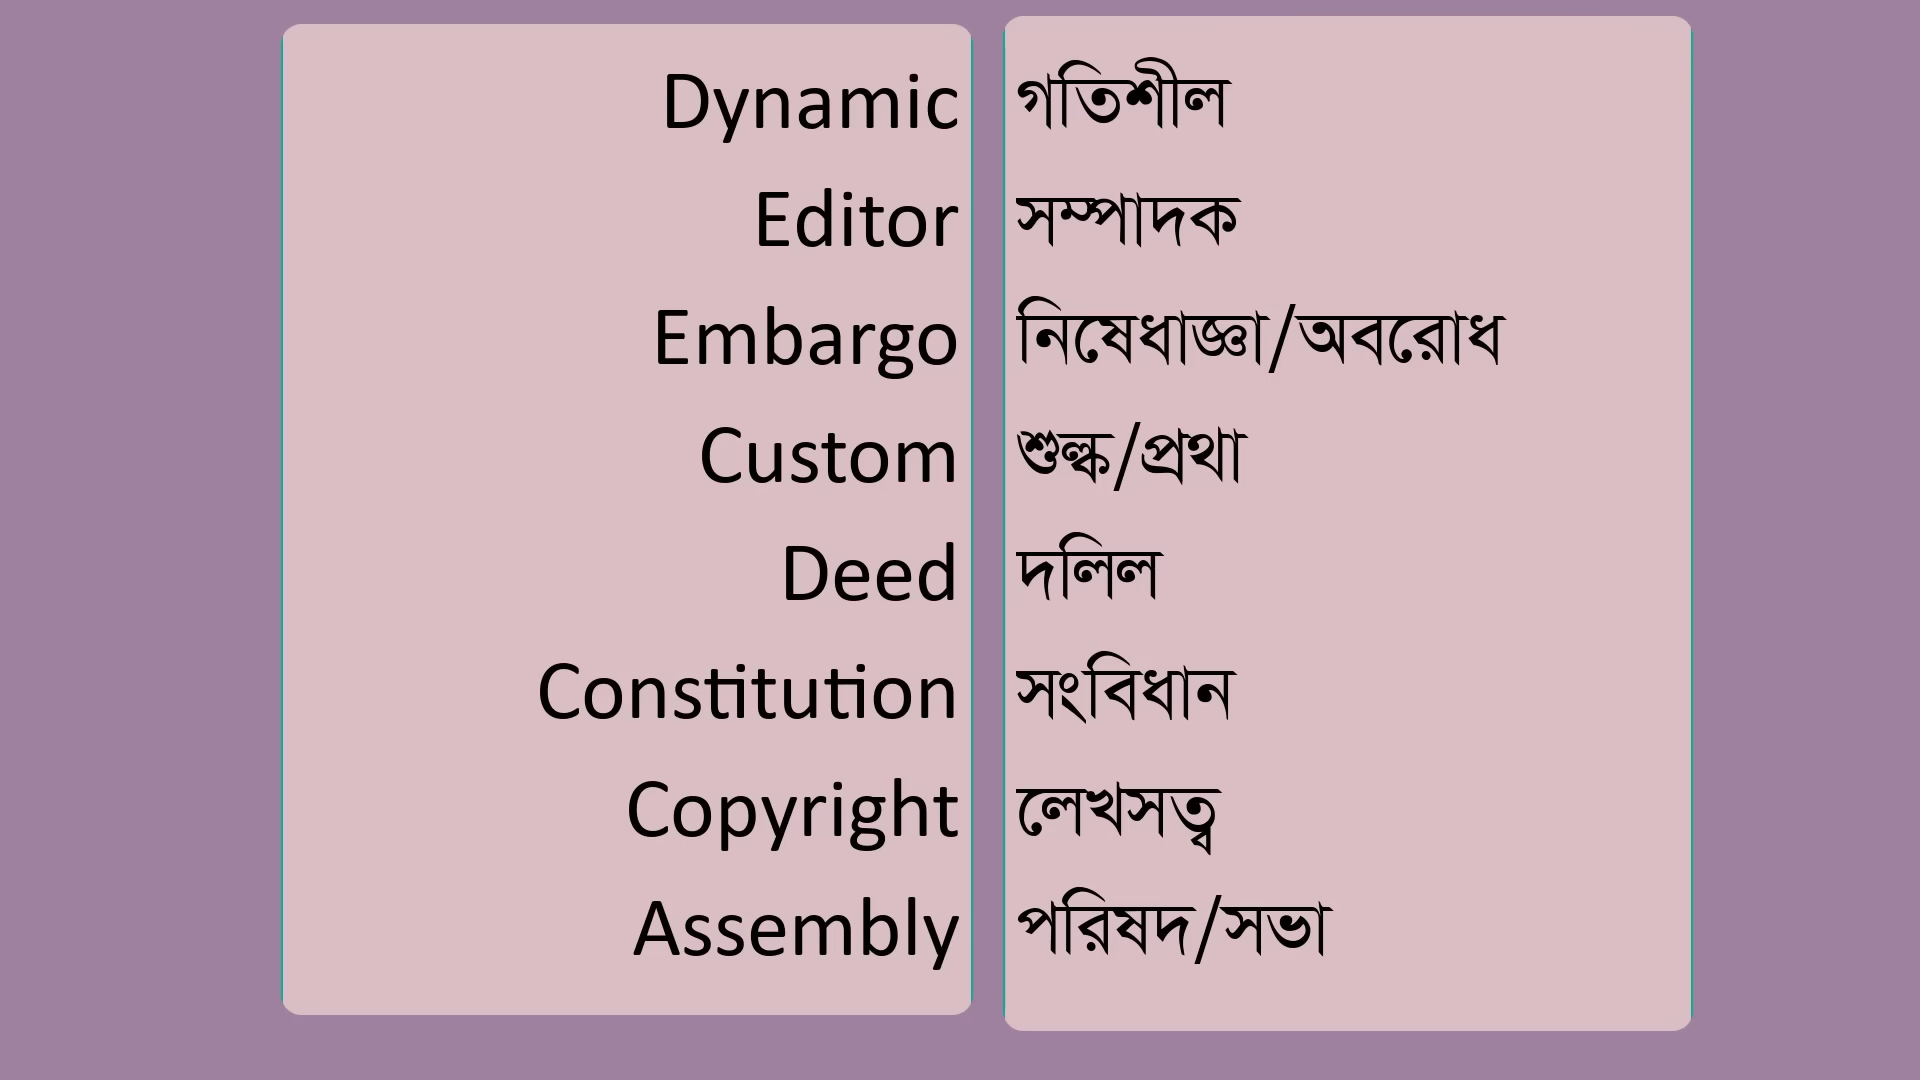 Dynamic গতিশীল
Editor সম্পাদক
Embargo নিষেধাজ্ঞা/অবরোধ
Custom শুল্ক/প্রথা
Deed দলিল
Constitution সংবিধান
Copyright লেখসত্ব
Assembly পরিষদ/সভা